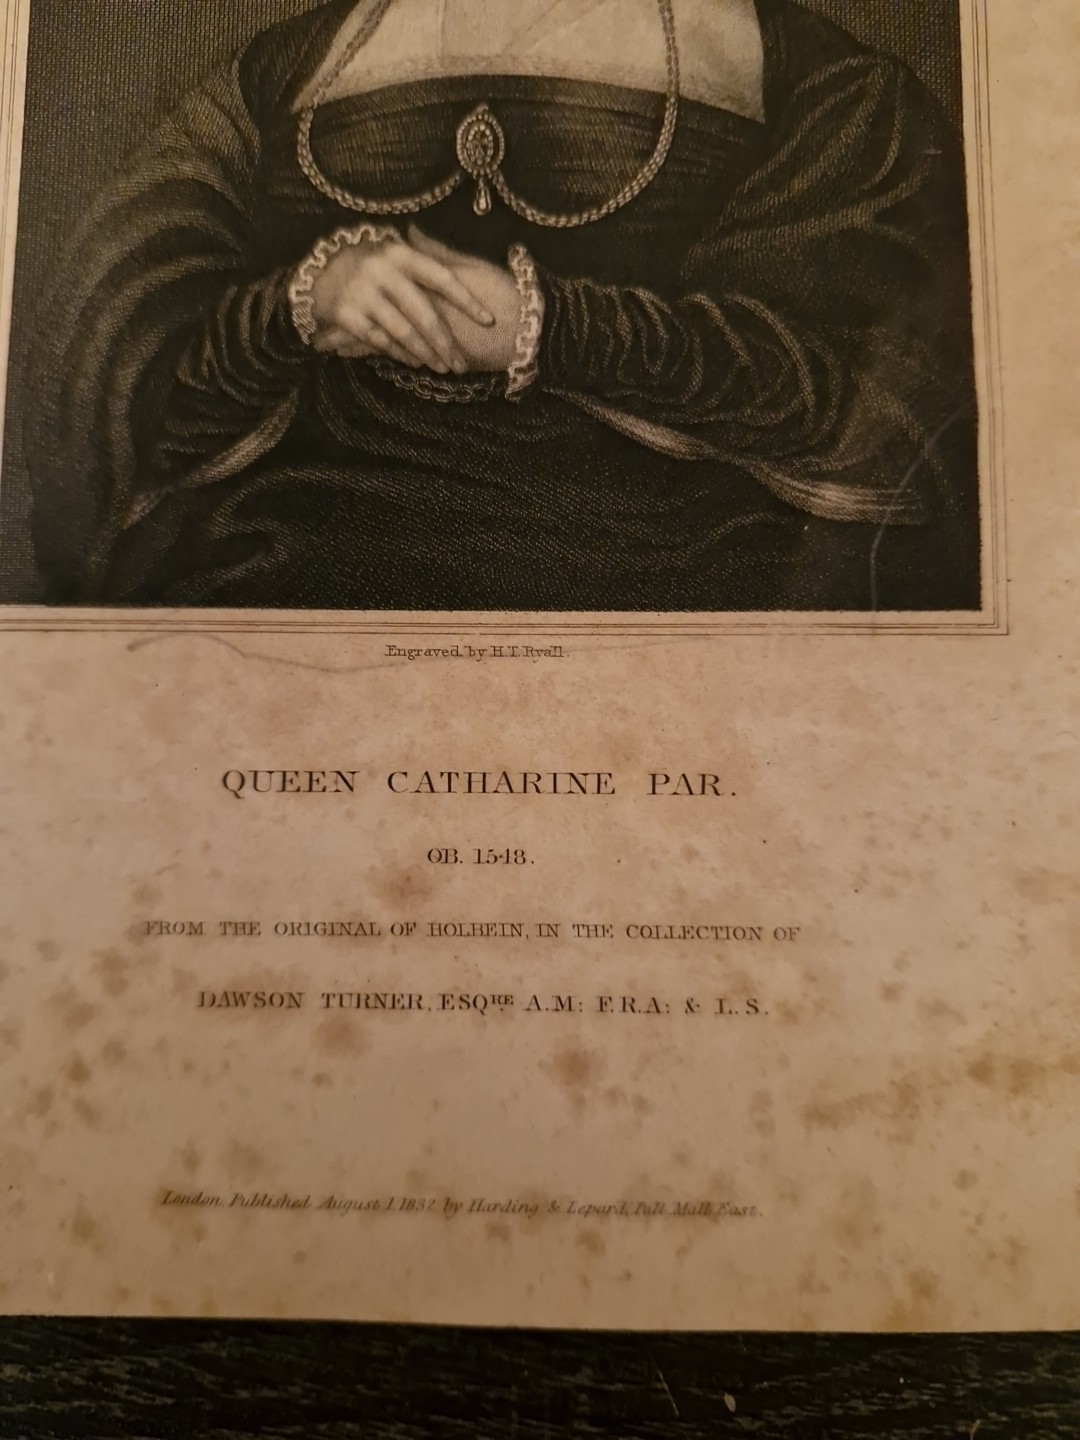 Engraved by H.T. Ryall.
QUEEN CATHARINE PAR.
OB. 1548.
FROM THE ORIGINAL OF HOLBEIN, IN THE COLLECTION OF
DAWSON TURNER, ESQRE A.M: F.R.A: & L.S.
London, Published August 1, 1832, by Harding & Lepard, Pall Mall East.